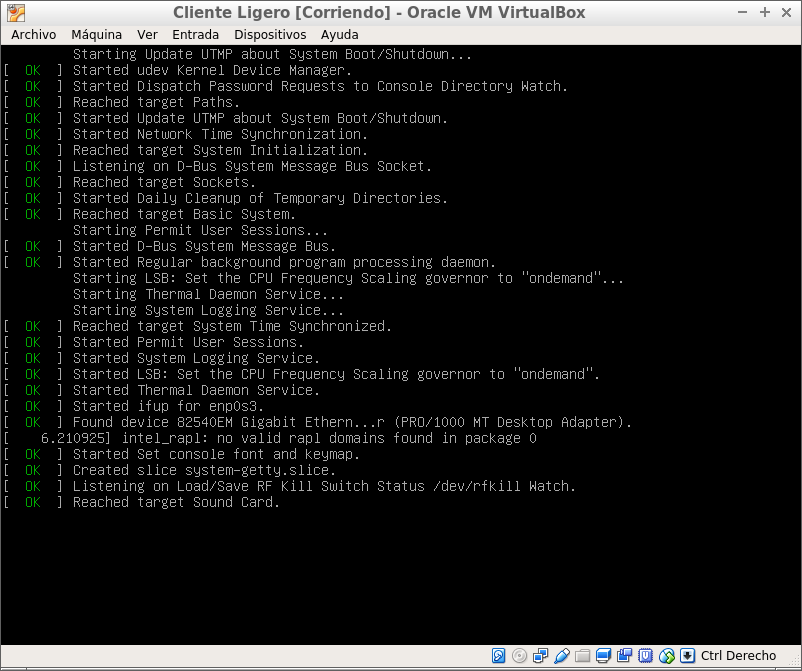 Cliente Ligero [Corriendo] - Oracle VM VirtualBox
Archivo Máquina Ver Entrada Dispositivos Ayuda
Starting Update UTMP about System Boot/Shutdown...
[ OK ] Started udev Kernel Device Manager.
[ OK ] Started Dispatch Password Requests to Console Directory Watch.
[ OK ] Reached target Paths.
[ OK ] Started Update UTMP about System Boot/Shutdown.
[ OK ] Started Network Time Synchronization.
[ OK ] Reached target System Initialization.
[ OK ] Listening on D-Bus System Message Bus Socket.
[ OK ] Reached target Sockets.
[ OK ] Started Daily Cleanup of Temporary Directories.
[ OK ] Reached target Basic System.
Starting Permit User Sessions...
[ OK ] Started D-Bus System Message Bus.
[ OK ] Started Regular background program processing daemon.
Starting LSB: Set the CPU Frequency Scaling governor to "ondemand"...
Starting Thermal Daemon Service...
Starting System Logging Service...
[ OK ] Reached target System Time Synchronized.
[ OK ] Started Permit User Sessions.
[ OK ] Started System Logging Service.
[ OK ] Started LSB: Set the CPU Frequency Scaling governor to "ondemand".
[ OK ] Started Thermal Daemon Service.
[ OK ] Started ifup for enp0s3.
[ OK ] Found device 82540EM Gigabit Ethern...r (PRO/1000 MT Desktop Adapter).
[ 6.210925] intel_rapl: no valid rapl domains found in package 0
[ OK ] Started Set console font and keymap.
[ OK ] Created slice system-getty.slice.
[ OK ] Listening on Load/Save RF Kill Switch Status /dev/rfkill Watch.
[ OK ] Reached target Sound Card.
Ctrl Derecho